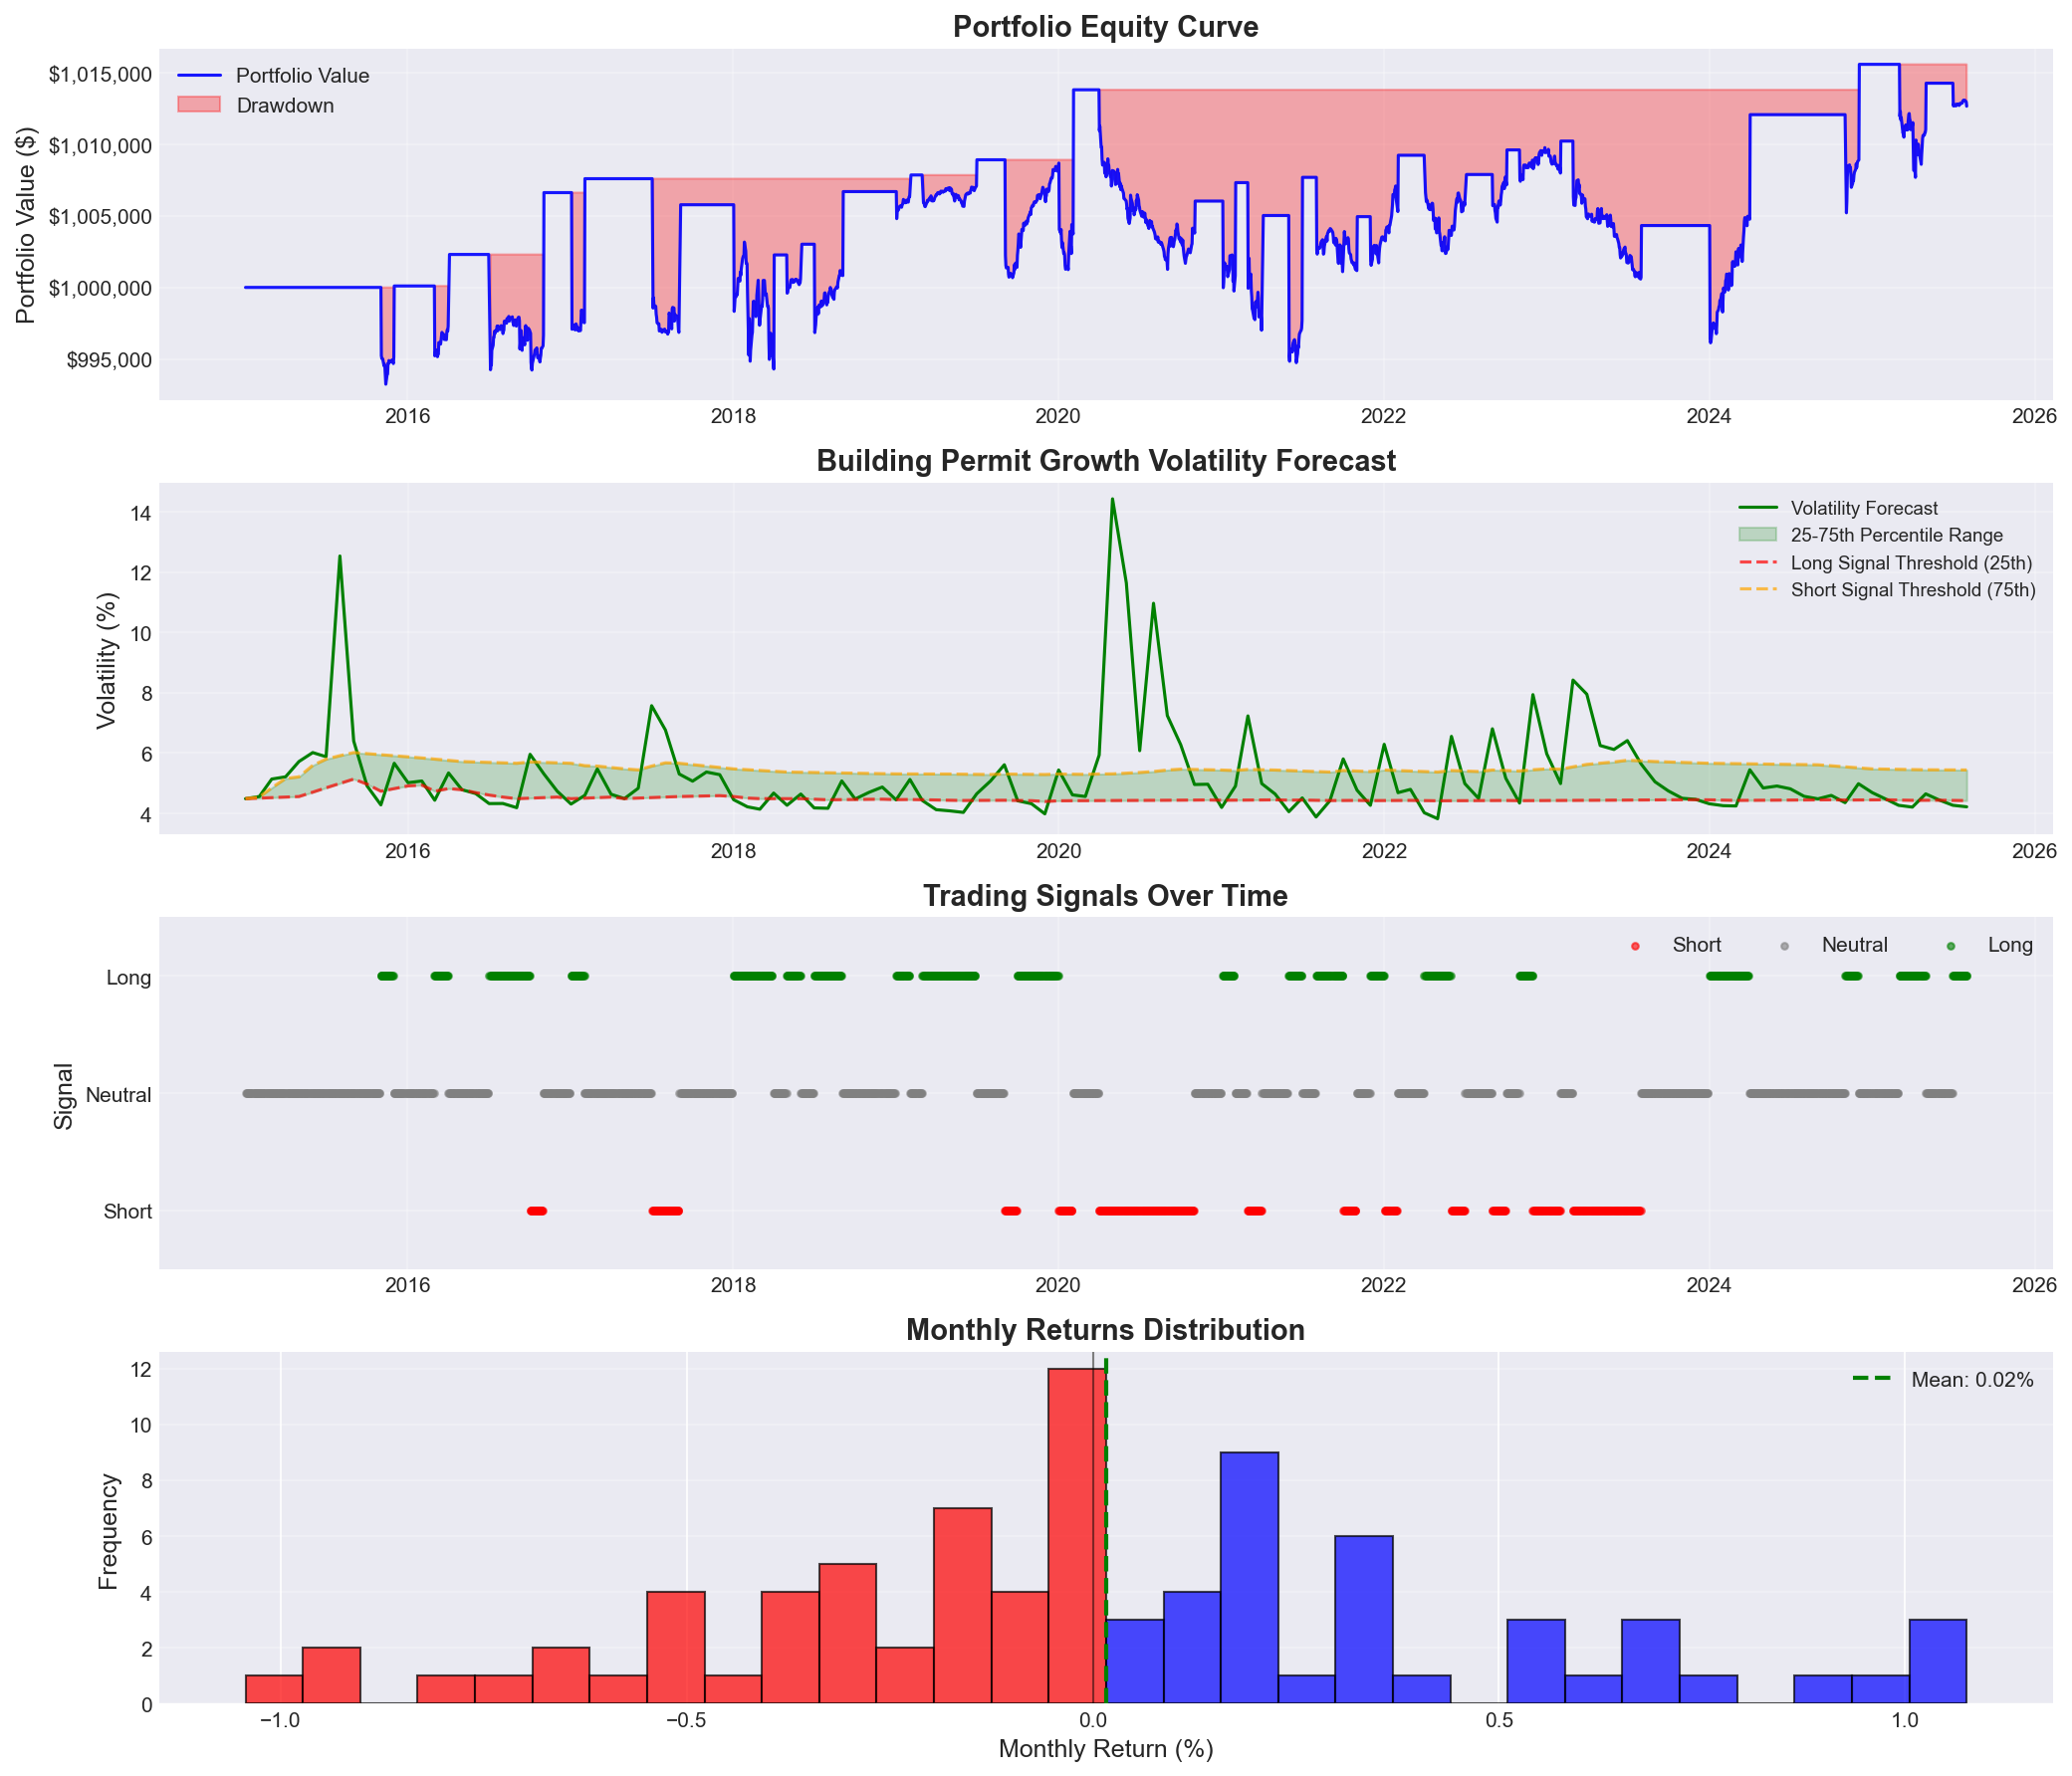 Portfolio Equity Curve
Portfolio Value ($)
$1,015,000
$1,010,000
$1,005,000
$1,000,000
$995,000
Portfolio Value
Drawdown
2016 2018 2020 2022 2024 2026
Building Permit Growth Volatility Forecast
Volatility (%)
14
12
10
8
6
4
Volatility Forecast
25-75th Percentile Range
Long Signal Threshold (25th)
Short Signal Threshold (75th)
2016 2018 2020 2022 2024 2026
Trading Signals Over Time
Signal
Long
Neutral
Short
Short Neutral Long
2016 2018 2020 2022 2024 2026
Monthly Returns Distribution
Frequency
12
10
8
6
4
2
0
Mean: 0.02%
−1.0 −0.5 0.0 0.5 1.0
Monthly Return (%)